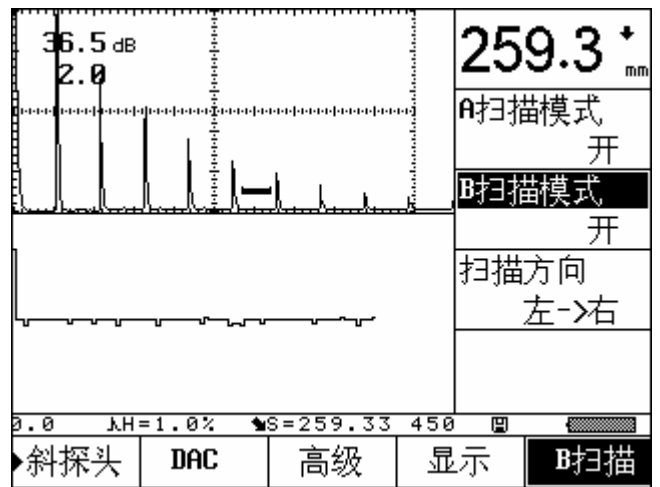 36.5 dB
2.0
259.3 mm
A扫描模式
开
B扫描模式
开
扫描方向
左->右
0.0 H=1.0% S=259.33 450
斜探头 DAC 高级 显示 B扫描